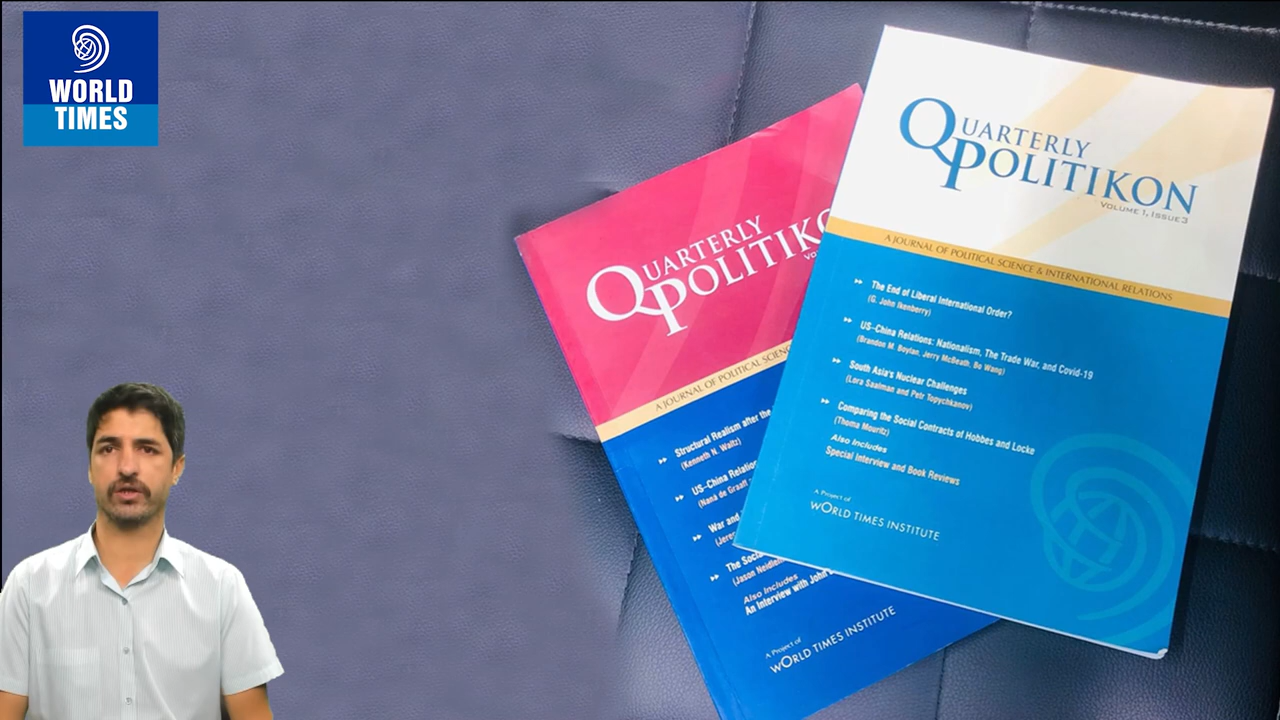 WORLD
TIMES
QUARTERLY
POLITIKON
VOLUME 1, ISSUE 3
A JOURNAL OF POLITICAL SCIENCE & INTERNATIONAL RELATIONS
The End of Liberal International Order?
(G. John Ikenberry)
US-China Relations: Nationalism, The Trade War, and Covid-19
(Brandon M. Boylan, Jerry McBeath, Bo Wang)
South Asia's Nuclear Challenges
(Lora Saalman and Petr Topychkanov)
Comparing the Social Contracts of Hobbes and Locke
(Thoma Mouritz)
Also Includes
Special Interview and Book Reviews
A Project of
WORLD TIMES INSTITUTE
QUARTERLY
POLITIK
A JOURNAL OF POLITICAL
Structural Realism after the
(Kenneth N. Waltz)
US-China
(Nana de Graaff
War and
The
(Jason
Also Includes
An Interview with John
A Project of
WORLD TIMES INSTITUTE